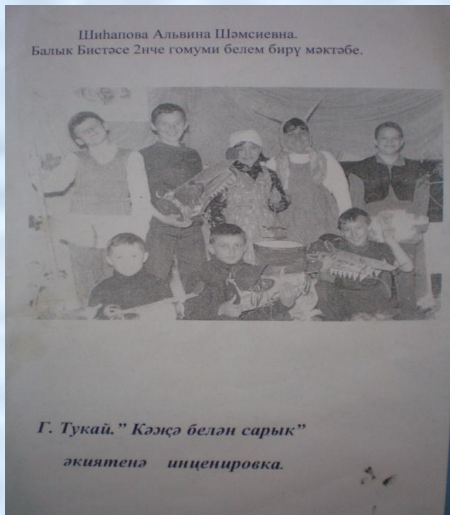 Шиһапова Альвина Шәмсиевна.
Балык Бистәсе 2нче гомуми белем бирү мәктәбе.
Г. Тукай.” Кәҗә белән сарык”
әкиятенә инценировка.